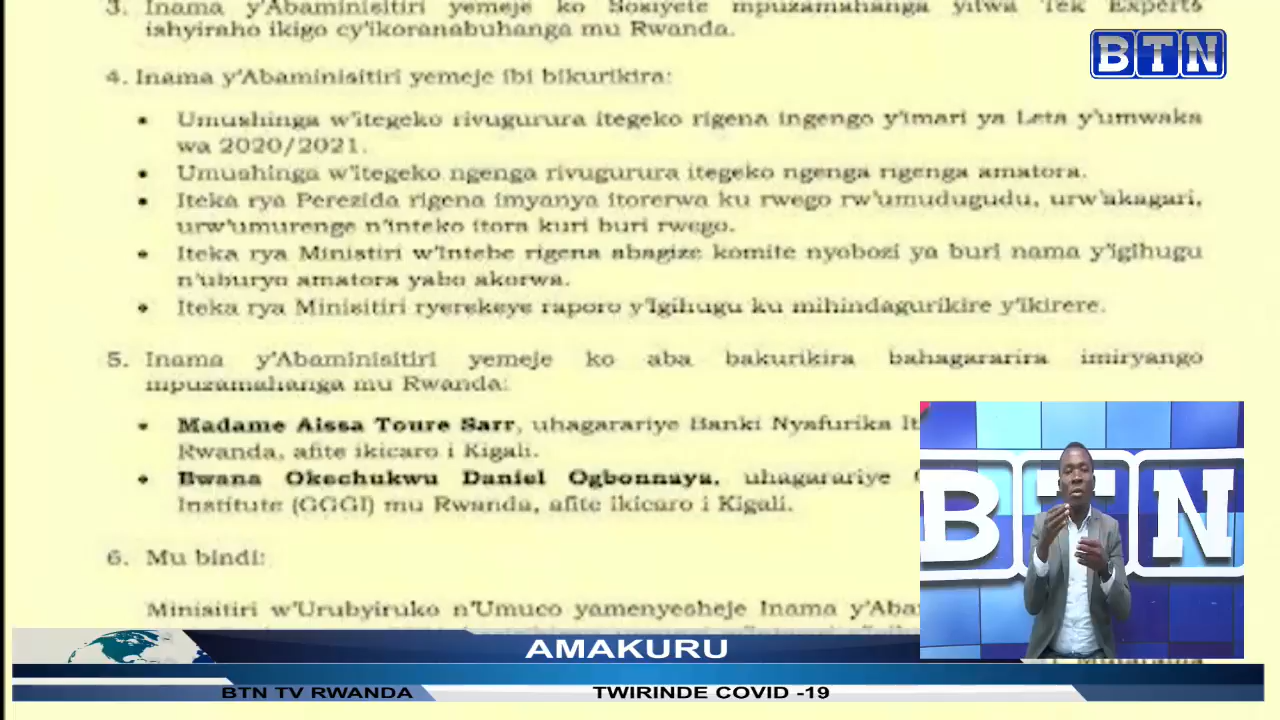 3. Inama y'Abaminisitiri yemeje ko Sosiyete mpuzamahanga yitwa Tek Experts
ishyiraho ikigo cy'ikoranabuhanga mu Rwanda.
BTN
4. Inama y'Abaminisitiri yemeje ibi bikurikira:
• Umushinga w'itegeko rivugurura itegeko rigena ingengo y'imari ya Leta y'umwaka
wa 2020/2021.
• Umushinga w'itegeko ngenga rivugurura itegeko ngenga rigenga amatora.
• Iteka rya Perezida rigena imyanya itorerwa ku rwego rw'umudugudu, urw'akagari,
urw'umurenge n'inteko itora kuri buri rwego.
• Iteka rya Ministiri w'Intebe rigena abagize komite nyobozi ya buri nama y'igihugu
n'uburyo amatora yabo akorwa.
• Iteka rya Minisitiri ryerekeye raporo y'Igihugu ku mihindagurikire y'ikirere.
5. Inama y'Abaminisitiri yemeje ko aba bakurikira bahagararira imiryango
mpuzamahanga mu Rwanda:
• Madame Aissa Toure Sarr, uhagarariye Banki Nyafurika
Rwanda, afite ikicaro i Kigali.
• Bwana Okechukwu Daniel Ogbonnaya, uhagarariye
Institute (GGGI) mu Rwanda, afite ikicaro i Kigali.
6. Mu bindi:
Minisitiri w'Urubyiruko n'Umuco yamenyesheje Inama
BTN
AMAKURU
BTN TV RWANDA
TWIRINDE COVID -19